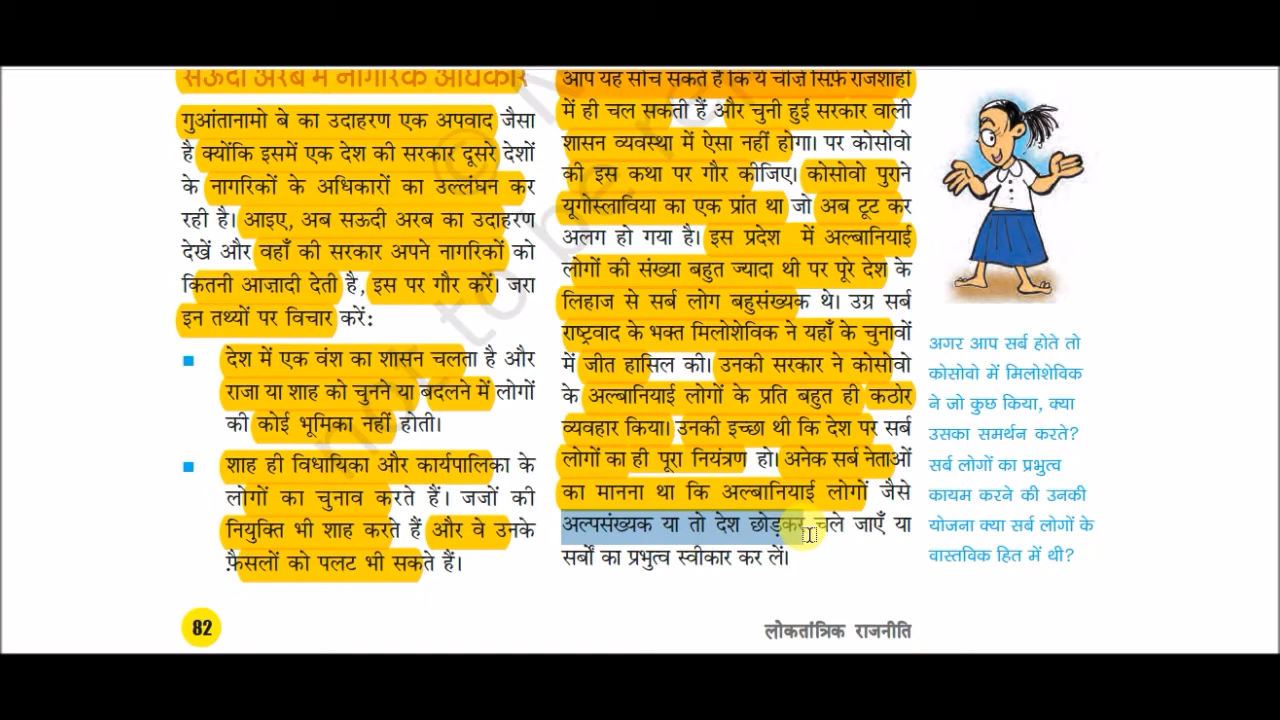 सऊदी अरब में नागरिक अधिकार
गुआंतानामो बे का उदाहरण एक अपवाद जैसा
है क्योंकि इसमें एक देश की सरकार दूसरे देशों
के नागरिकों के अधिकारों का उल्लंघन कर
रही है। आइए, अब सऊदी अरब का उदाहरण
देखें और वहाँ की सरकार अपने नागरिकों को
कितनी आज़ादी देती है, इस पर गौर करें। जरा
इन तथ्यों पर विचार करें:
देश में एक वंश का शासन चलता है और
राजा या शाह को चुनने या बदलने में लोगों
की कोई भूमिका नहीं होती।
शाह ही विधायिका और कार्यपालिका के
लोगों का चुनाव करते हैं। जजों की
नियुक्ति भी शाह करते हैं और वे उनके
फ़ैसलों को पलट भी सकते हैं।
82
आप यह सोच सकते हैं कि ये चीज़ें सिर्फ़ राजशाही
में ही चल सकती हैं और चुनी हुई सरकार वाली
शासन व्यवस्था में ऐसा नहीं होगा। पर कोसोवो
की इस कथा पर गौर कीजिए। कोसोवो पुराने
यूगोस्लाविया का एक प्रांत था जो अब टूट कर
अलग हो गया है। इस प्रदेश में अल्बानियाई
लोगों की संख्या बहुत ज्यादा थी पर पूरे देश के
लिहाज से सर्ब लोग बहुसंख्यक थे। उग्र सर्ब
राष्ट्रवाद के भक्त मिलोशेविक ने यहाँ के चुनावों
में जीत हासिल की। उनकी सरकार ने कोसोवो
के अल्बानियाई लोगों के प्रति बहुत ही कठोर
व्यवहार किया। उनकी इच्छा थी कि देश पर सर्ब
लोगों का ही पूरा नियंत्रण हो। अनेक सर्ब नेताओं
का मानना था कि अल्बानियाई लोगों जैसे
अल्पसंख्यक या तो देश छोड़कर चले जाएँ या
सर्बों का प्रभुत्व स्वीकार कर लें।
लोकतांत्रिक राजनीति
अगर आप सर्ब होते तो
कोसोवो में मिलोशेविक
ने जो कुछ किया, क्या
उसका समर्थन करते?
सर्ब लोगों का प्रभुत्व
कायम करने की उनकी
योजना क्या सर्ब लोगों के
वास्तविक हित में थी?